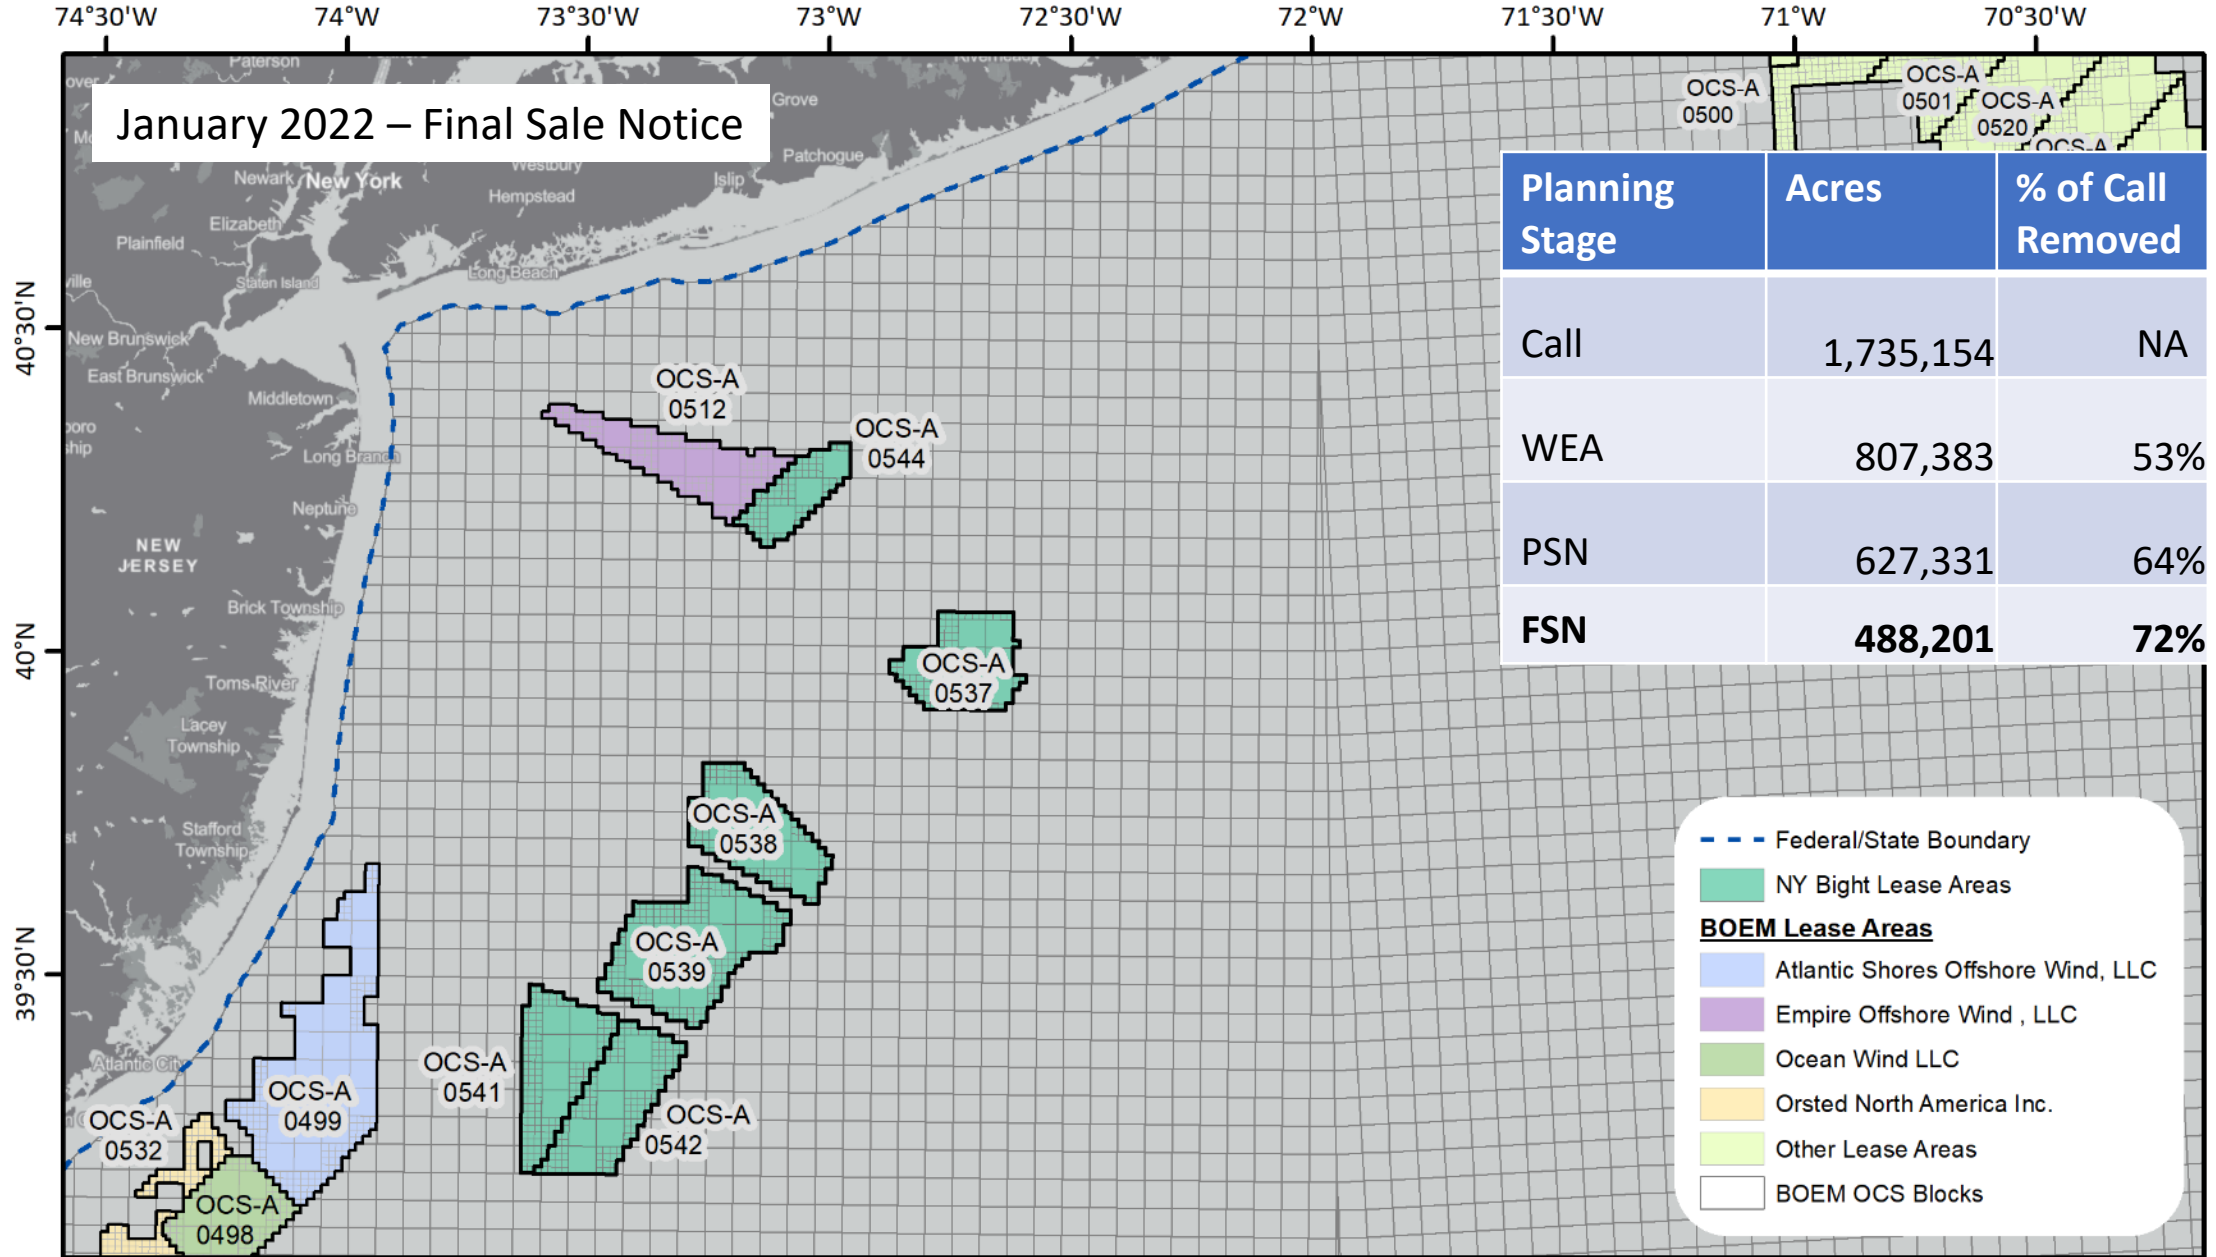 74°30'W 74°W 73°30'W 73°W 72°30'W 72°W 71°30'W 71°W 70°30'W
January 2022 – Final Sale Notice
Paterson
Grove
Patchogue
Westbury
Islip
Newark
New York
Hempstead
Elizabeth
Plainfield
Long Beach
Staten Island
40°30'N
New Brunswick
East Brunswick
Middletown
Long Branch
Neptune
NEW
JERSEY
Brick Township
40°N
Toms River
Lacey
Township
Stafford
Township
39°30'N
Atlantic City
OCS-A
0500
OCS-A
0501
OCS-A
0520
OCS-A
OCS-A
0512
OCS-A
0544
OCS-A
0537
OCS-A
0538
OCS-A
0539
OCS-A
0541
OCS-A
0542
OCS-A
0499
OCS-A
0532
OCS-A
0498
Planning Acres % of Call
Stage Removed
Call 1,735,154 NA
WEA 807,383 53%
PSN 627,331 64%
FSN 488,201 72%
Federal/State Boundary
NY Bight Lease Areas
BOEM Lease Areas
Atlantic Shores Offshore Wind, LLC
Empire Offshore Wind , LLC
Ocean Wind LLC
Orsted North America Inc.
Other Lease Areas
BOEM OCS Blocks